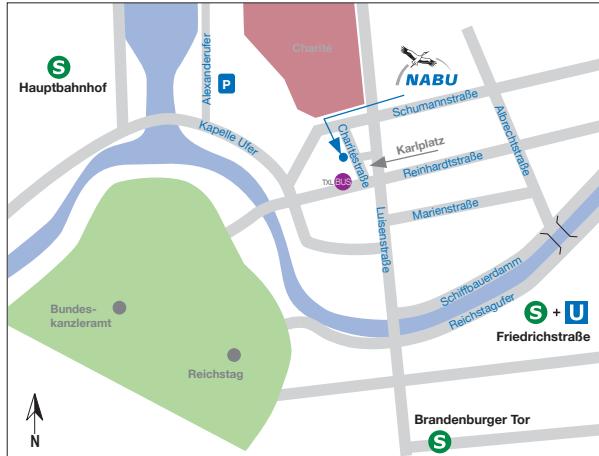 S
Hauptbahnhof
Alexanderufer
P
Charité
NABU
Kapelle Ufer
Schumannstraße
Albrechtstraße
Charitéstraße
Karlplatz
Reinhardtstraße
TXL BUS
Luisenstraße
Marienstraße
Schiffbauerdamm
Reichstagufer
Bundes-
kanzleramt
Reichstag
S + U
Friedrichstraße
Brandenburger Tor
S
N